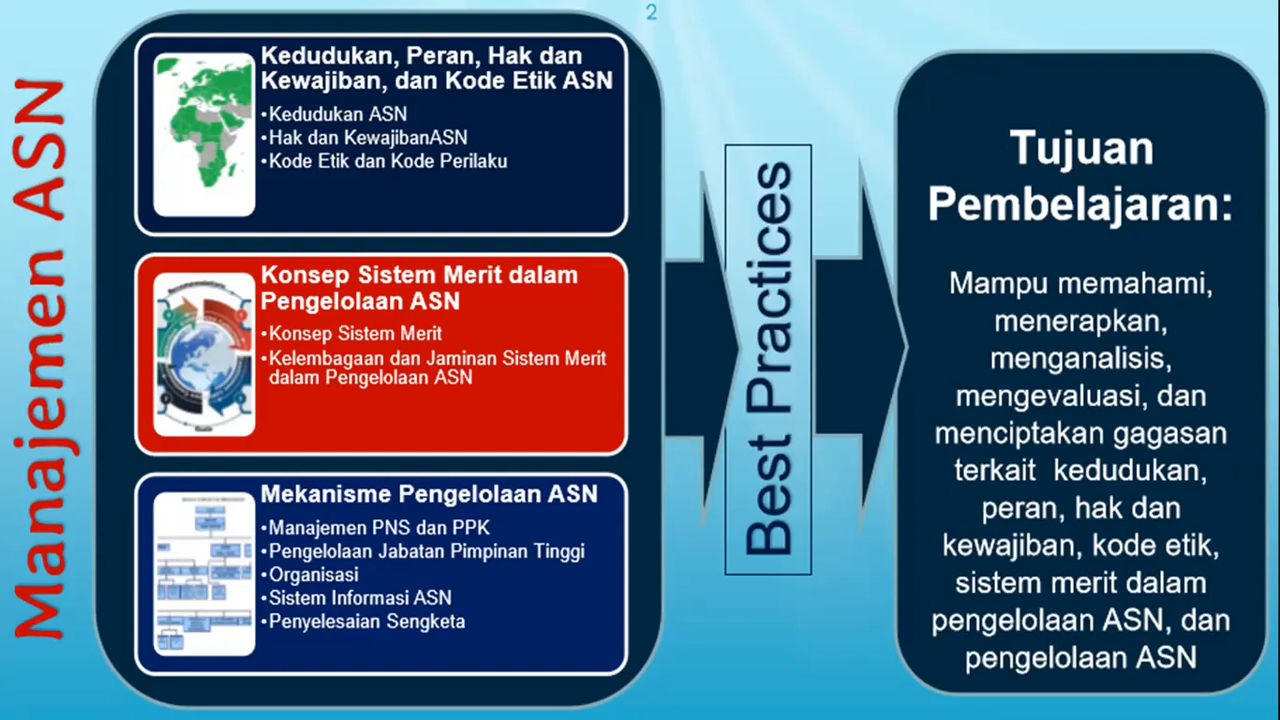 2
Manajemen ASN
Kedudukan, Peran, Hak dan
Kewajiban, dan Kode Etik ASN
•Kedudukan ASN
•Hak dan KewajibanASN
•Kode Etik dan Kode Perilaku
Konsep Sistem Merit dalam
Pengelolaan ASN
•Konsep Sistem Merit
•Kelembagaan dan Jaminan Sistem Merit
dalam Pengelolaan ASN
Mekanisme Pengelolaan ASN
•Manajemen PNS dan PPK
•Pengelolaan Jabatan Pimpinan Tinggi
•Organisasi
•Sistem Informasi ASN
•Penyelesaian Sengketa
Best Practices
Tujuan
Pembelajaran:
Mampu memahami,
menerapkan,
menganalisis,
mengevaluasi, dan
menciptakan gagasan
terkait kedudukan,
peran, hak dan
kewajiban, kode etik,
sistem merit dalam
pengelolaan ASN, dan
pengelolaan ASN